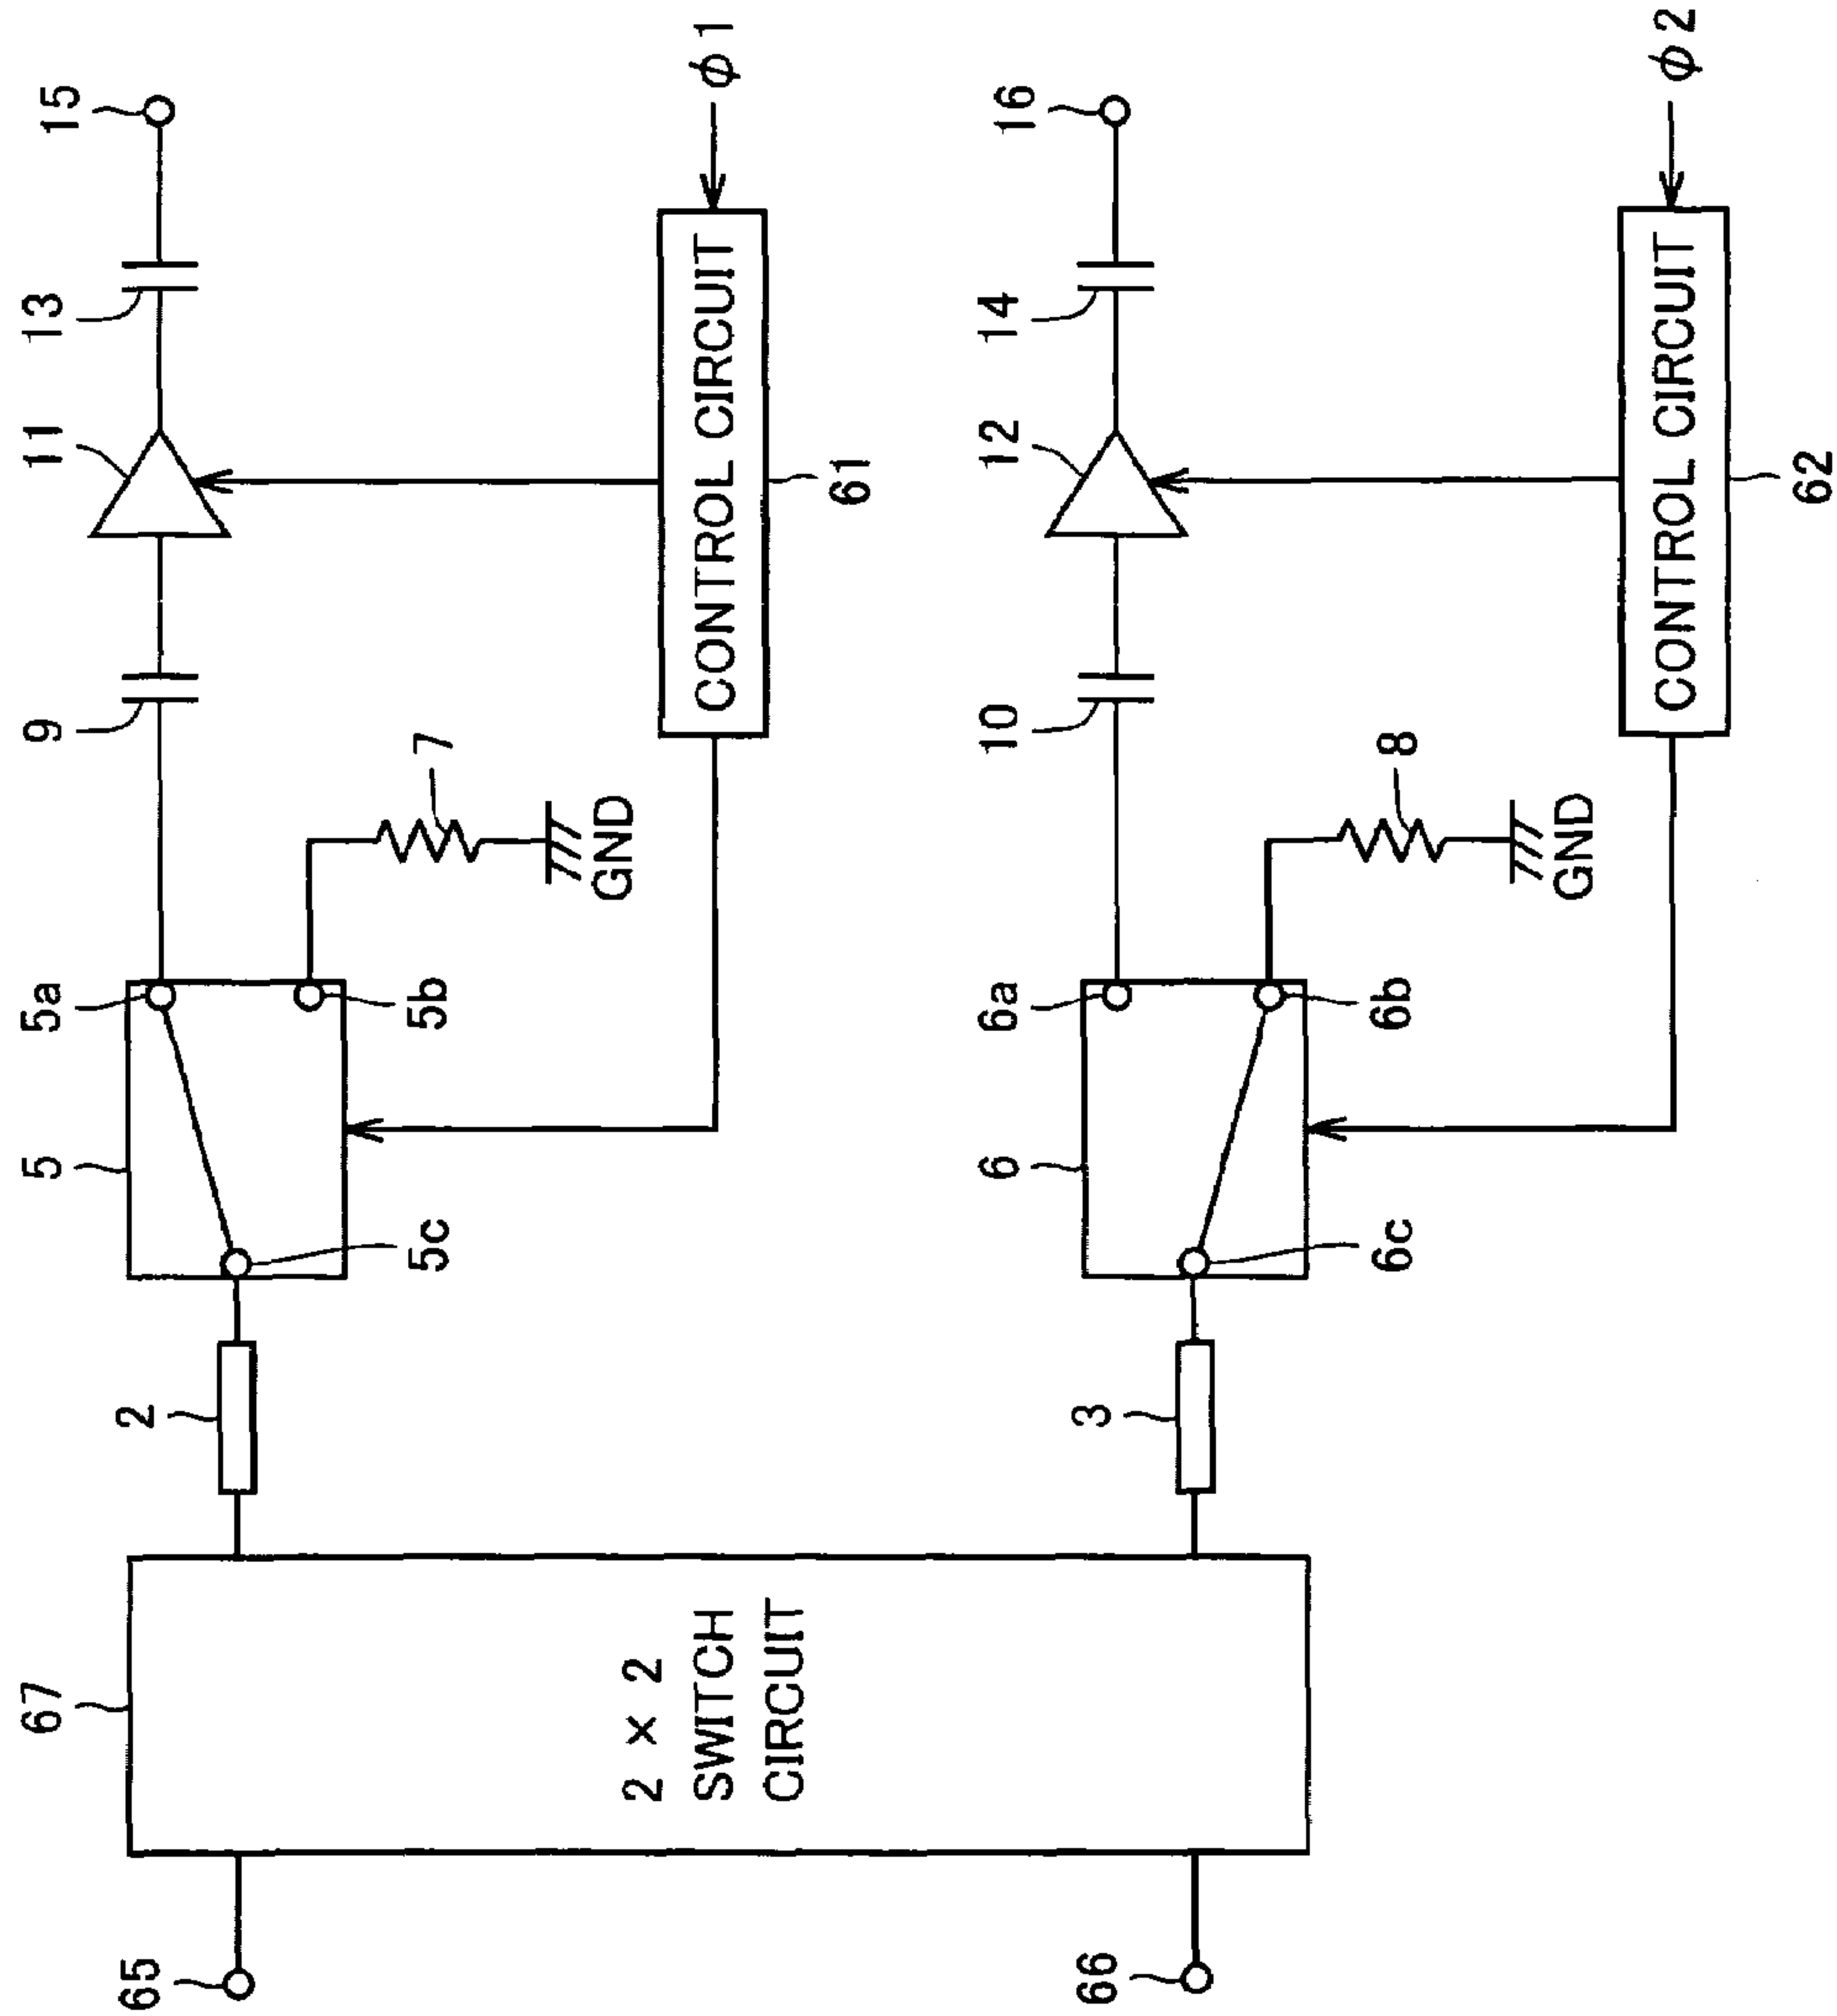 15
13
11
9
5a
5
2
67
65
φ1
CONTROL CIRCUIT
61
7
GND
5b
5c
2 × 2
SWITCH
CIRCUIT
16
14
12
10
6a
6
3
66
φ2
CONTROL CIRCUIT
62
8
GND
6b
6c